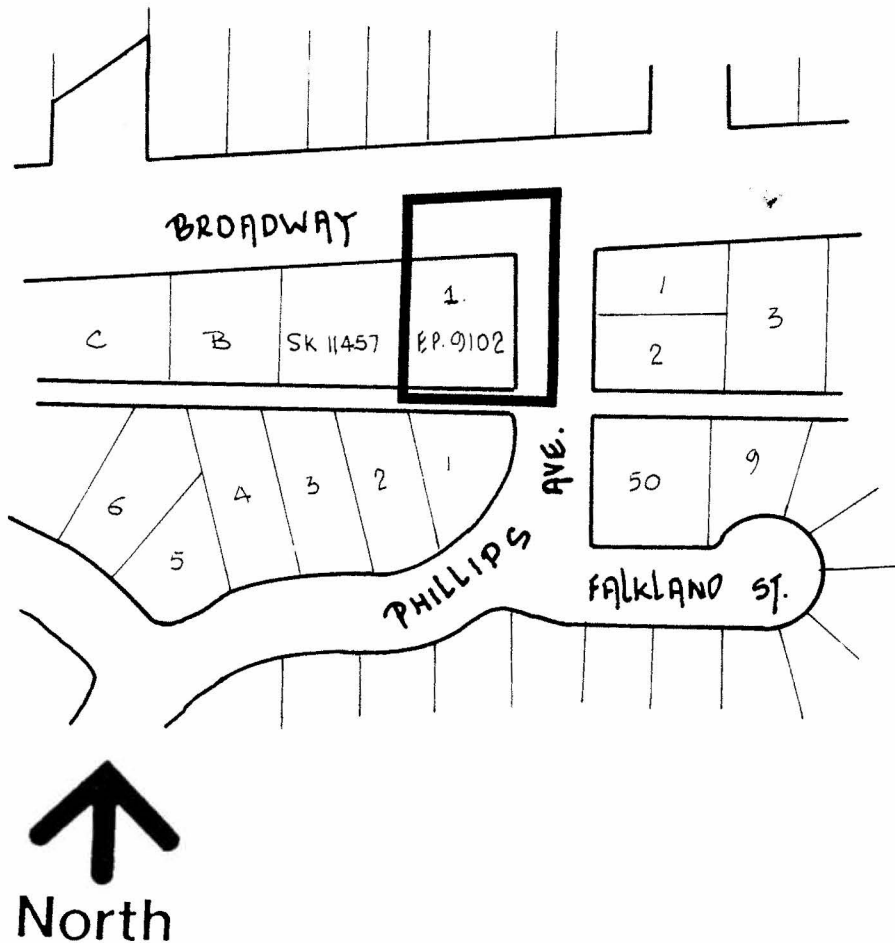 BROADWAY
1.
C
B
SK 11457
E.P. 9102
1
2
3
6
5
4
3
2
1
50
9
PHILLIPS AVE.
FALKLAND ST.
North